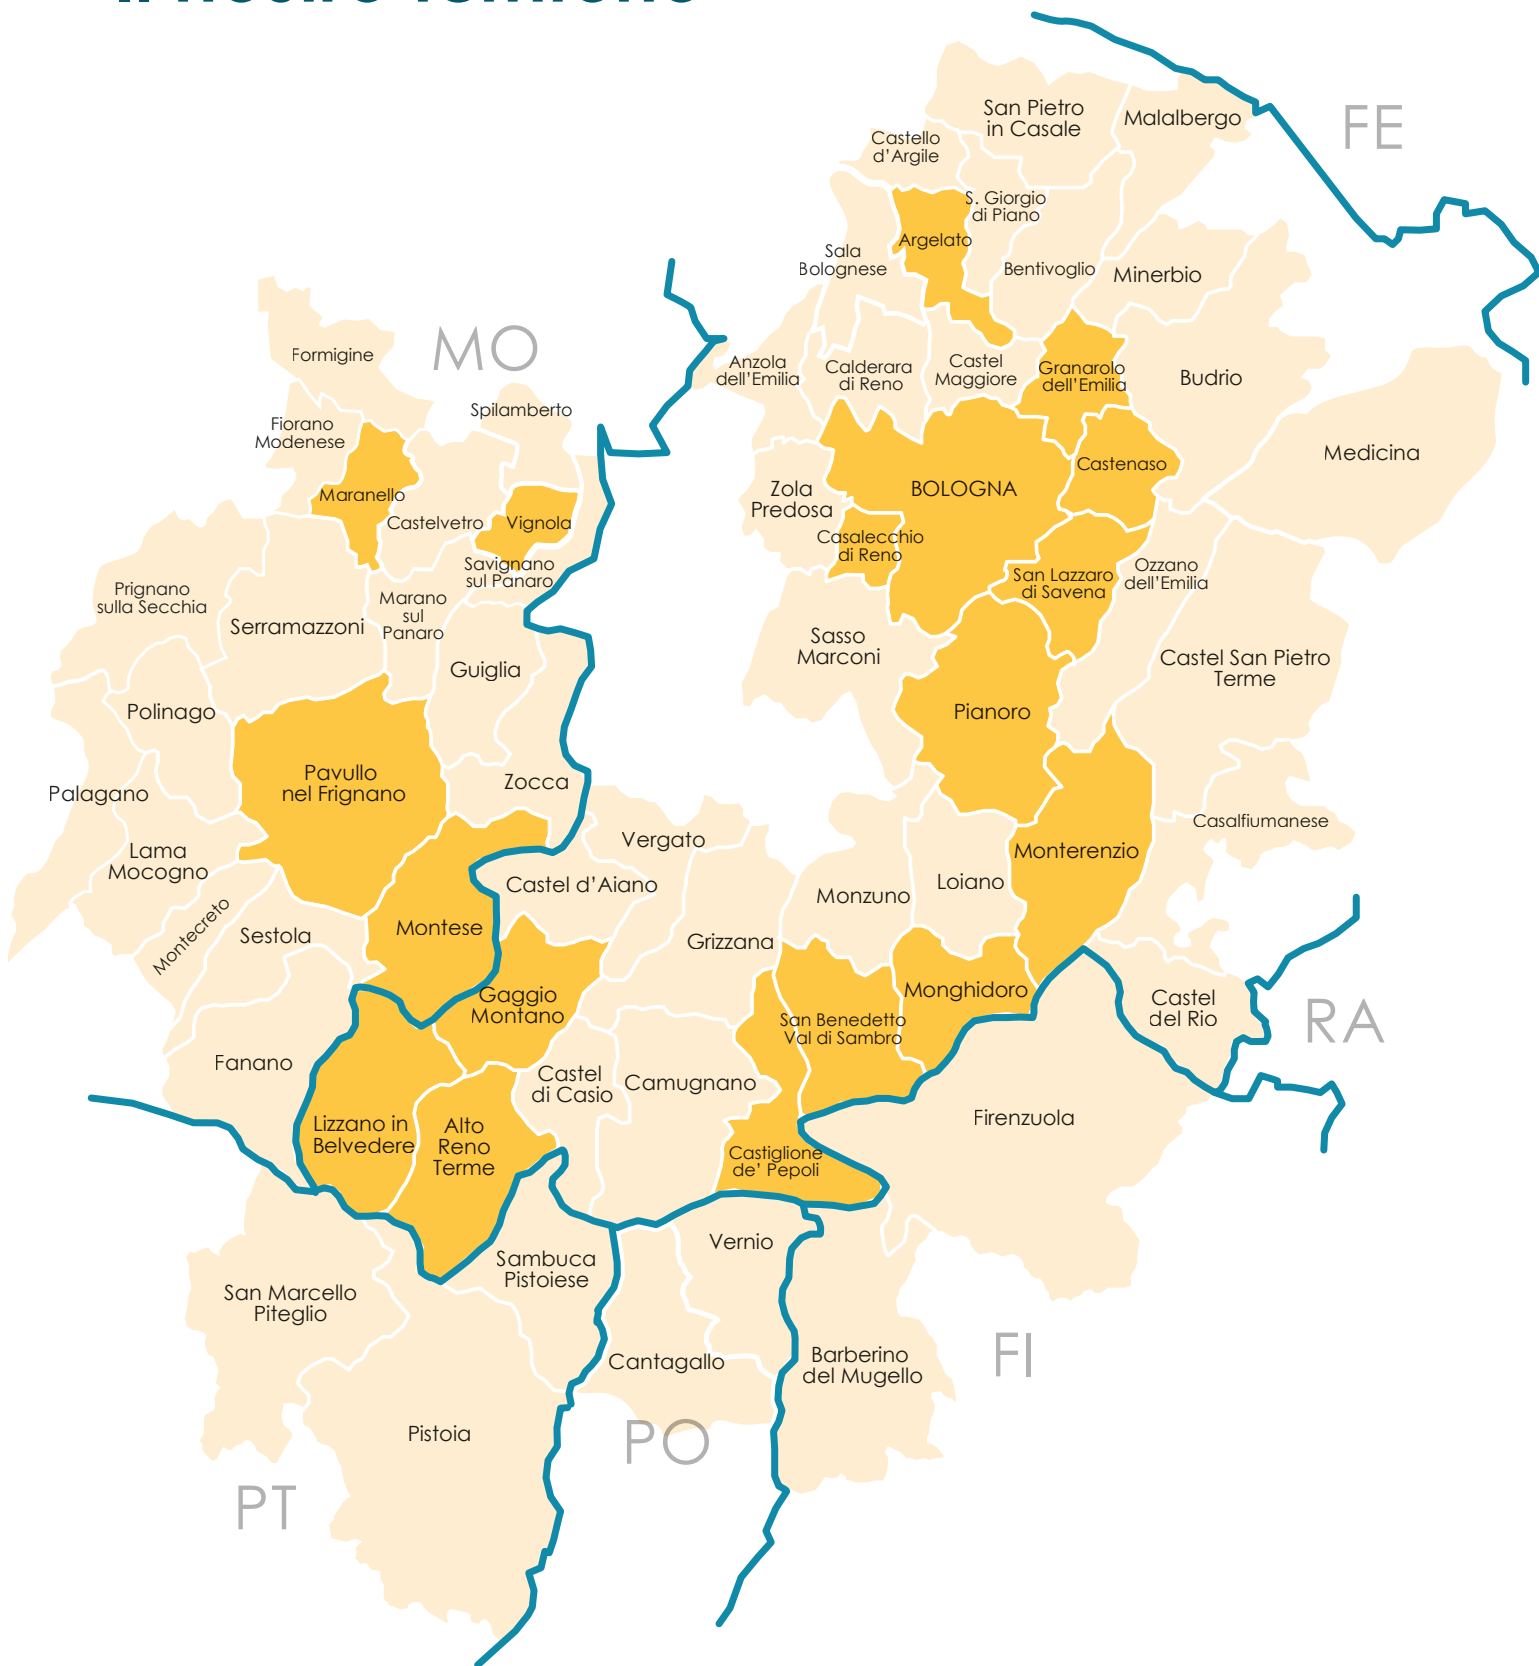 FE
San Pietro
in Casale
Malalbergo
Castello
d'Argile
S. Giorgio
di Piano
Argelato
Sala
Bolognese
Bentivoglio
Minerbio
MO
Formigine
Anzola
dell'Emilia
Calderara
di Reno
Castel
Maggiore
Granarolo
dell'Emilia
Budrio
Spilamberto
Fiorano
Modenese
Medicina
Castenaso
Maranello
Castelvetro
Vignola
Zola
Predosa
BOLOGNA
Casalecchio
di Reno
Savignano
sul Panaro
San Lazzaro
di Savena
Ozzano
dell'Emilia
Prignano
sulla Secchia
Serramazzoni
Marano
sul
Panaro
Sasso
Marconi
Guiglia
Castel San Pietro
Terme
Polinago
Pianoro
Pavullo
nel Frignano
Zocca
Palagano
Casalfiumanese
Vergato
Lama
Mocogno
Monterenzio
Castel d'Aiano
Monzuno
Loiano
Montecreto
Sestola
Montese
Grizzana
Gaggio
Montano
Monghidoro
Castel
del Rio
RA
San Benedetto
Val di Sambro
Fanano
Castel
di Casio
Camugnano
Lizzano in
Belvedere
Alto
Reno
Terme
Firenzuola
Castiglione
de' Pepoli
Vernio
Sambuca
Pistoiese
San Marcello
Piteglio
Cantagallo
Barberino
del Mugello
FI
Pistoia
PO
PT